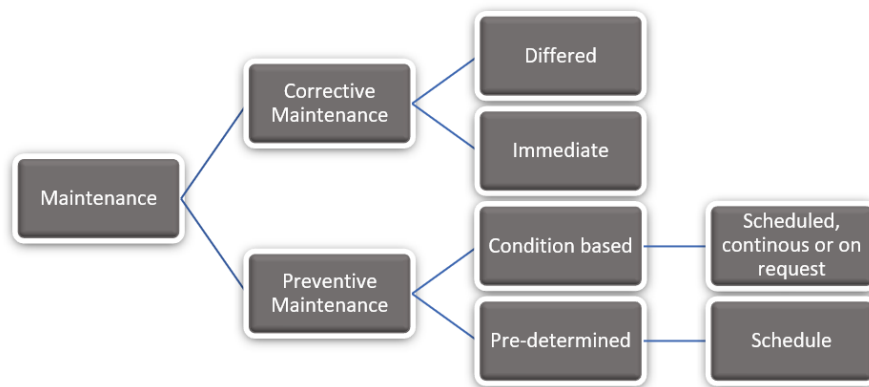 Maintenance
Corrective
Maintenance
Differed
Immediate
Preventive
Maintenance
Condition based
Scheduled,
continous or on
request
Pre-determined
Schedule